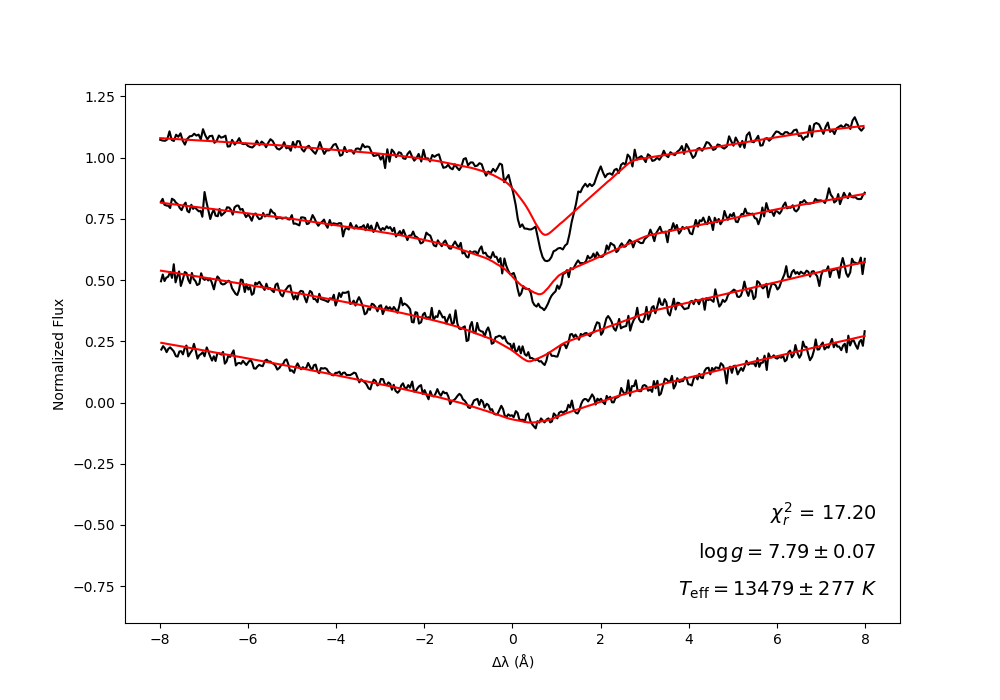 1.25
1.00
0.75
0.50
0.25
0.00
−0.25
−0.50
−0.75
Normalized Flux
χ²ᵣ = 17.20
log g = 7.79 ± 0.07
T_eff = 13479 ± 277 K
−8 −6 −4 −2 0 2 4 6 8
Δλ (Å)